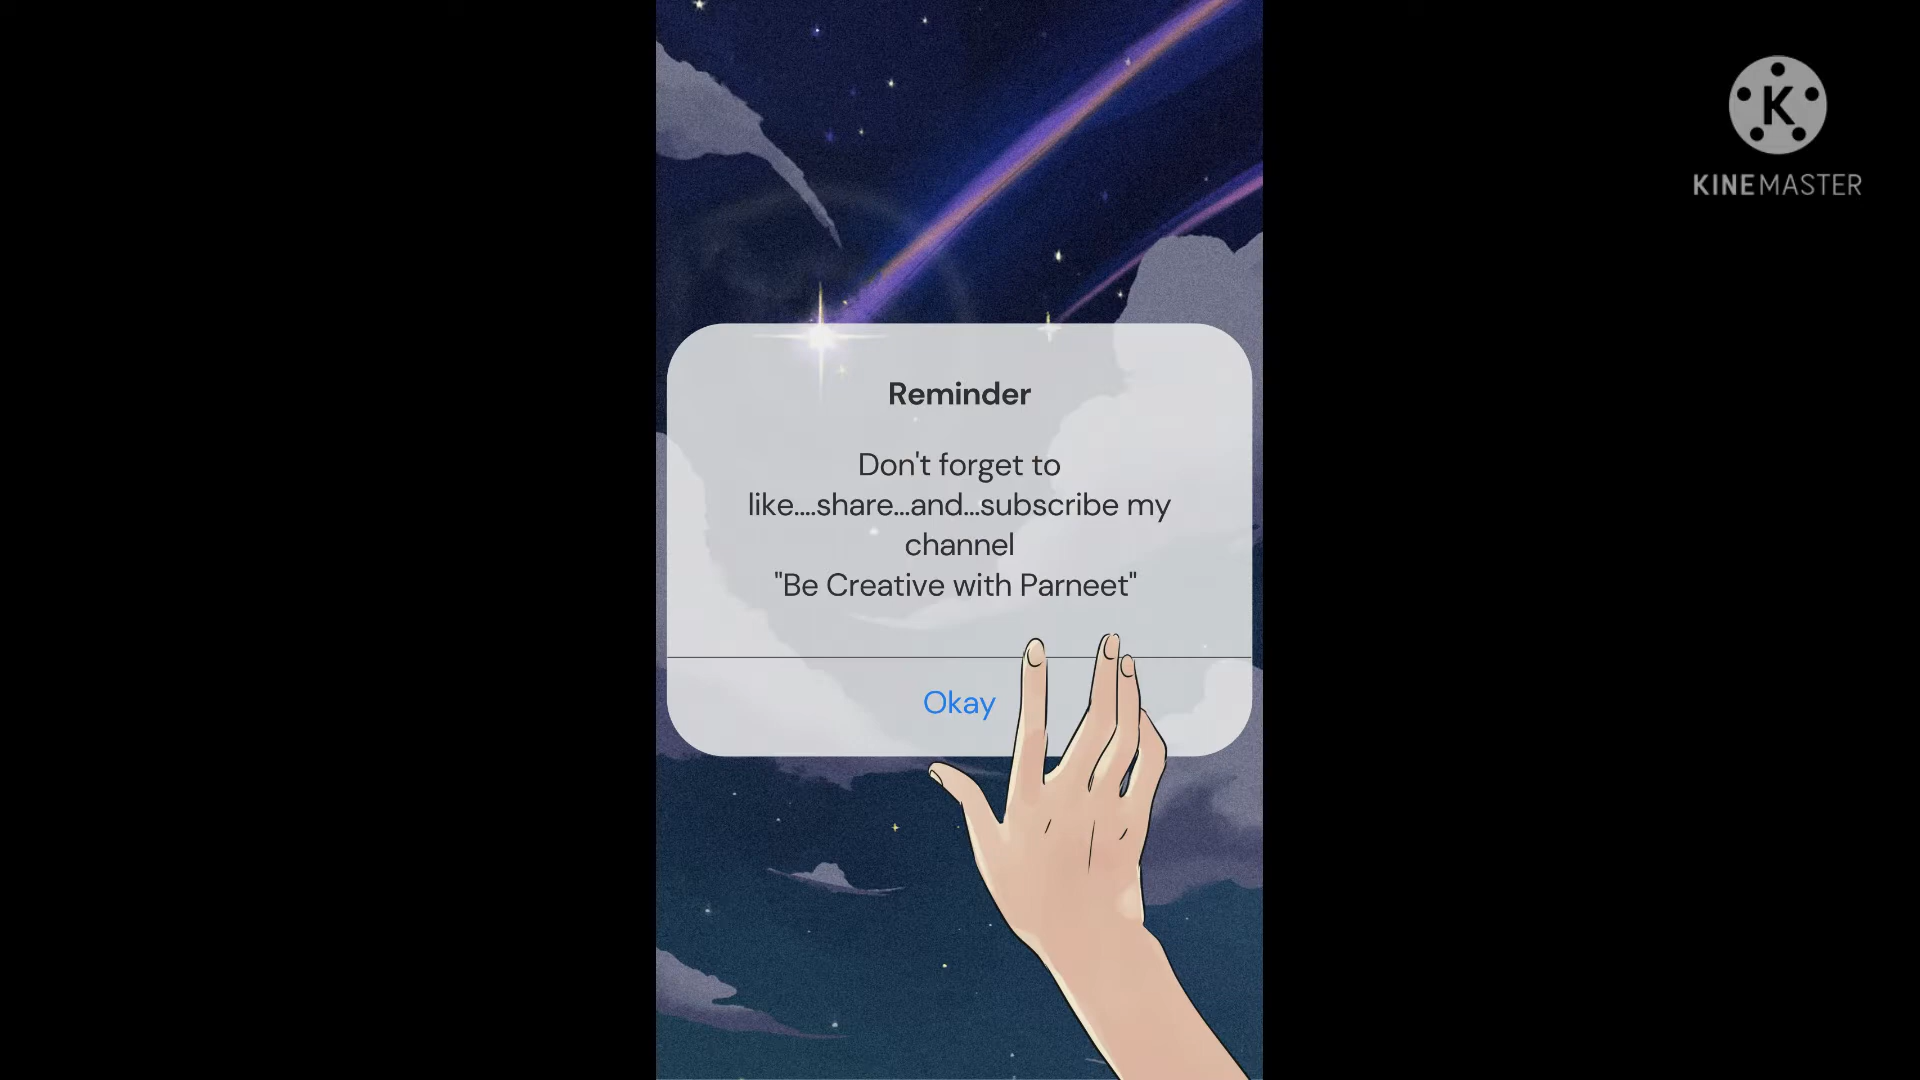 Reminder
Don't forget to
like....share...and...subscribe my
channel
"Be Creative with Parneet"
Okay
K
KINEMASTER